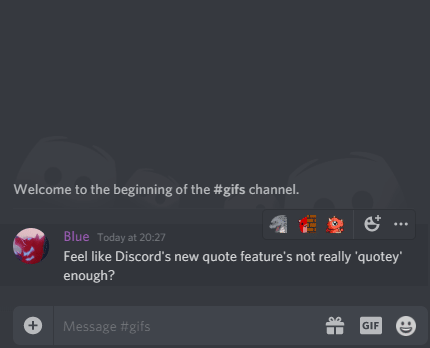 Welcome to the beginning of the #gifs channel.
Blue Today at 20:27
Feel like Discord's new quote feature's not really 'quotey'
enough?
Message #gifs
GIF